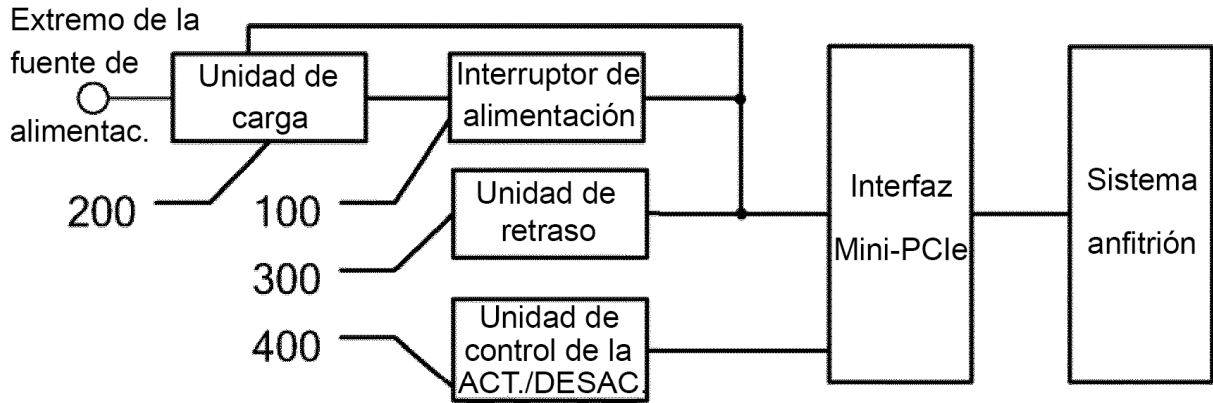 Extremo de la
fuente de
alimentac.
Unidad de
carga
Interruptor de
alimentación
200
100
Unidad de
retraso
300
400
Unidad de
control de la
ACT./DESAC.
Interfaz
Mini-PCIe
Sistema
anfitrión